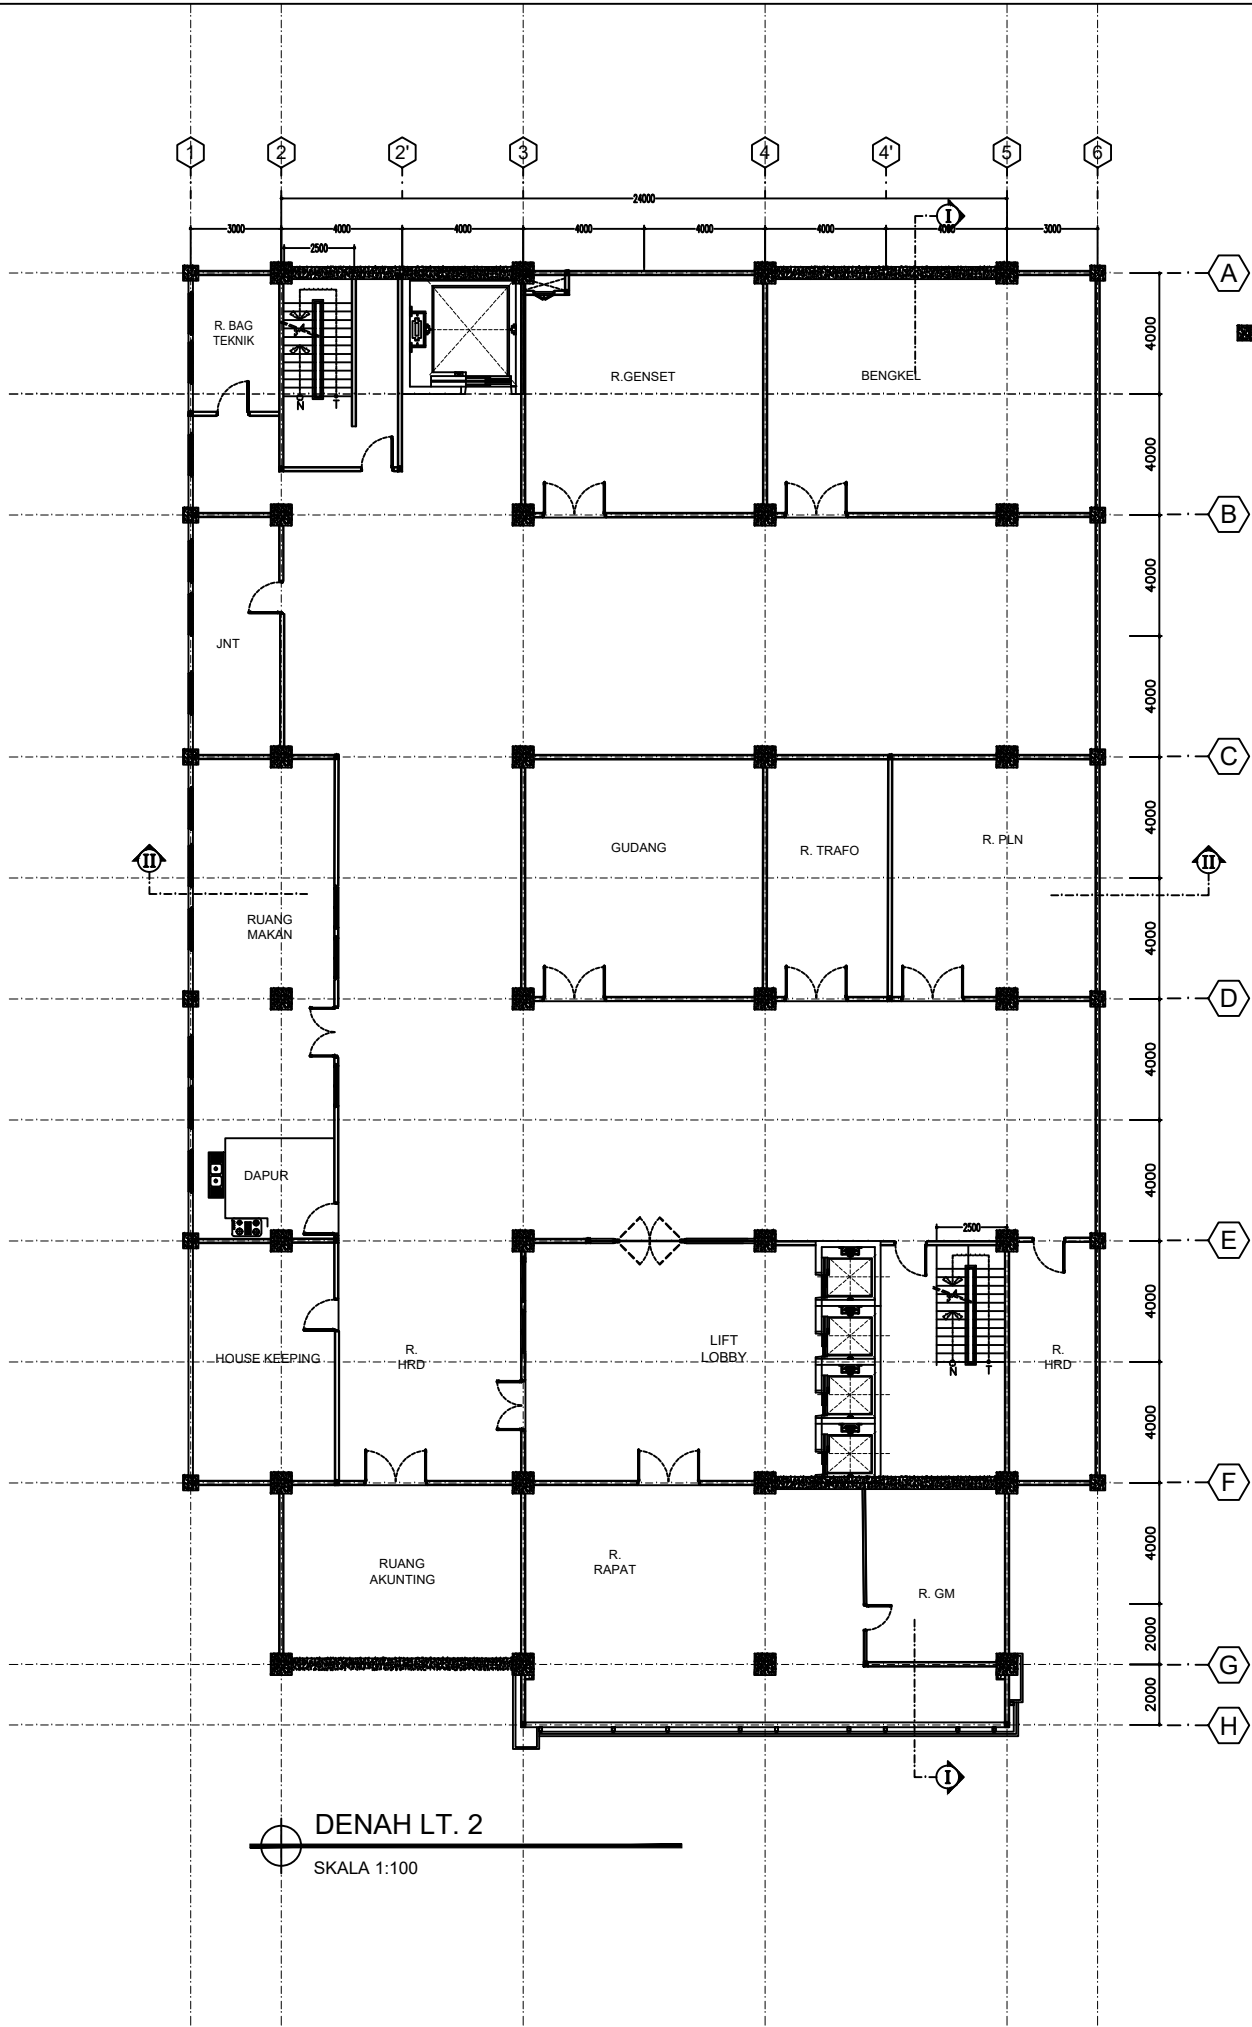 1 2 2' 3 4 4' 5 6
24000
I
3000 4000 4000 4000 4000 4000 4000 3000
2500
A
R. BAG
TEKNIK
4000
R.GENSET
BENGKEL
N T
4000
B
4000
JNT
4000
C
4000
GUDANG
R. TRAFO
R. PLN
II
II
RUANG
MAKAN
4000
D
4000
DAPUR
4000
2500
E
4000
LIFT
LOBBY
HOUSE KEEPING
R.
HRD
R.
HRD
N T
4000
F
4000
RUANG
AKUNTING
R.
RAPAT
R. GM
2000
G
2000
H
I
DENAH LT. 2
SKALA 1:100